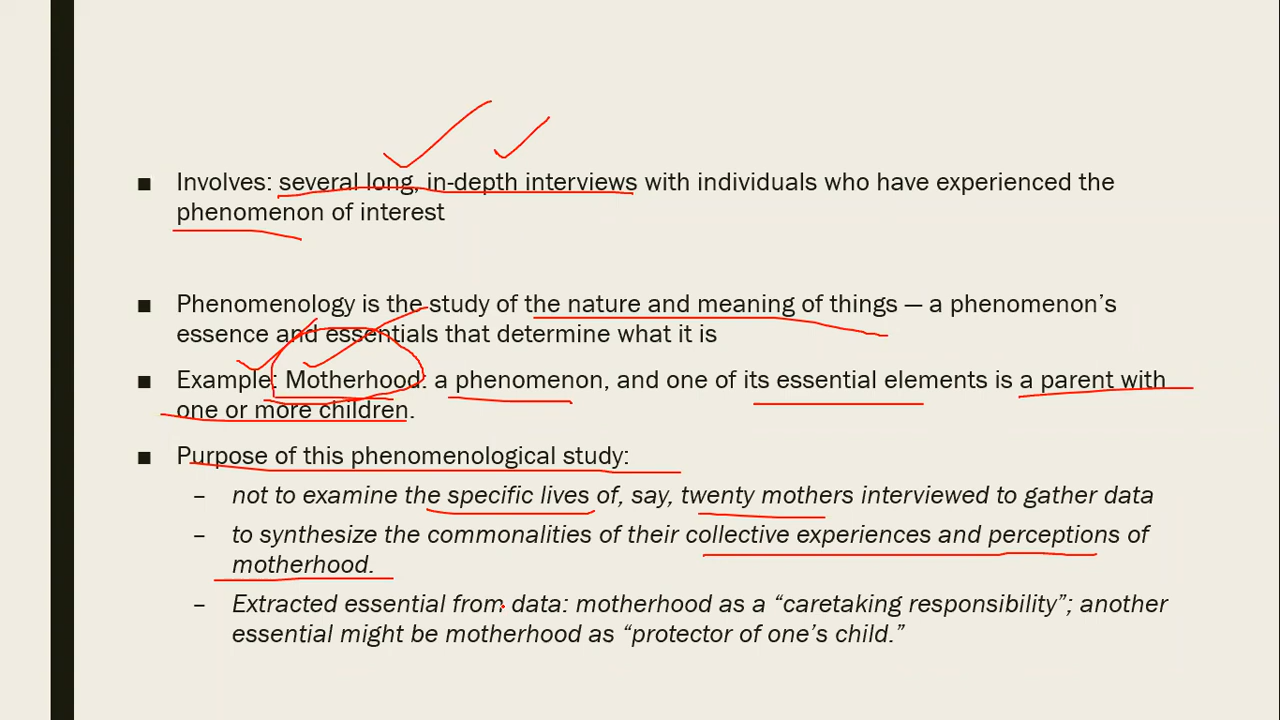 ■ Involves: several long, in-depth interviews with individuals who have experienced the
phenomenon of interest
■ Phenomenology is the study of the nature and meaning of things — a phenomenon’s
essence and essentials that determine what it is
■ Example: Motherhood: a phenomenon, and one of its essential elements is a parent with
one or more children.
■ Purpose of this phenomenological study:
– not to examine the specific lives of, say, twenty mothers interviewed to gather data
– to synthesize the commonalities of their collective experiences and perceptions of
motherhood.
– Extracted essential from data: motherhood as a “caretaking responsibility”; another
essential might be motherhood as “protector of one’s child.”